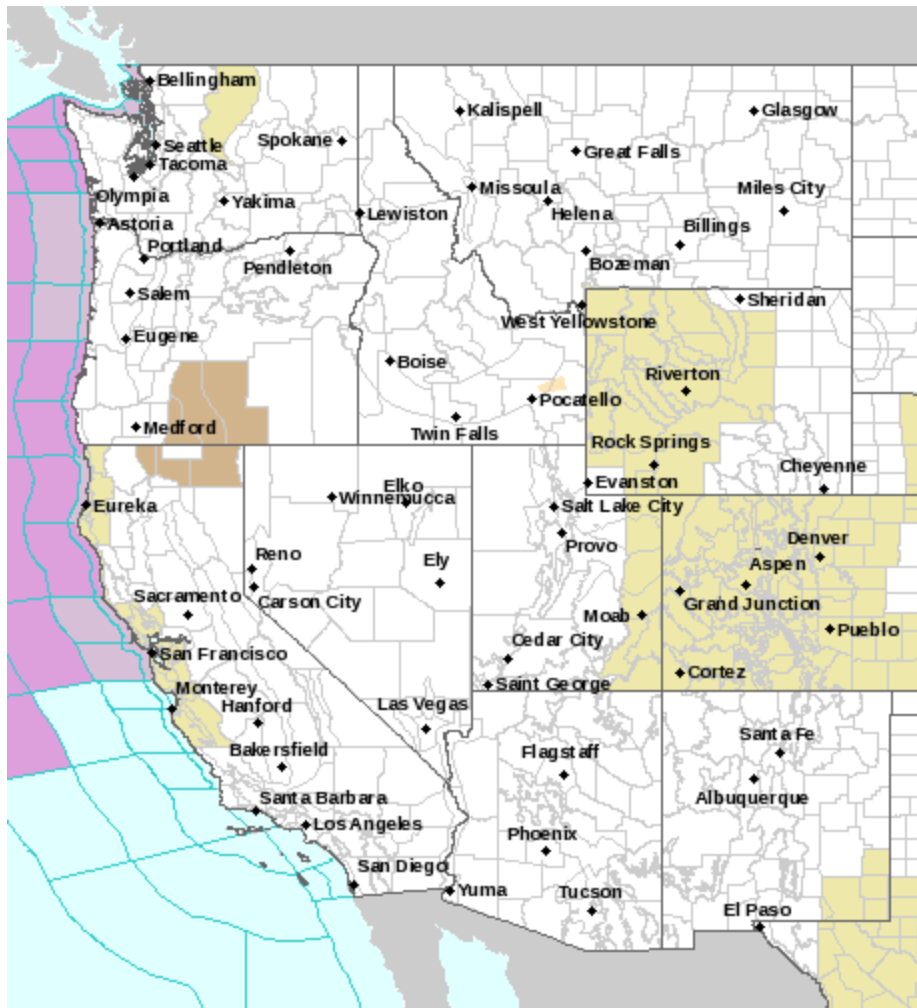 Bellingham
Kalispell
Glasgow
Seattle
Spokane
Great Falls
Tacoma
Missoula
Miles City
Olympia
Yakima
Lewiston
Helena
Astoria
Billings
Portland
Pendleton
Bozeman
Salem
Sheridan
West Yellowstone
Eugene
Boise
Riverton
Pocatello
Medford
Twin Falls
Rock Springs
Cheyenne
Elko
Evanston
Winnemucca
Eureka
Salt Lake City
Provo
Denver
Reno
Ely
Aspen
Sacramento
Carson City
Grand Junction
Moab
Pueblo
Cedar City
San Francisco
Cortez
Monterey
Saint George
Hanford
Las Vegas
Santa Fe
Bakersfield
Flagstaff
Albuquerque
Santa Barbara
Los Angeles
Phoenix
San Diego
Yuma
Tucson
El Paso